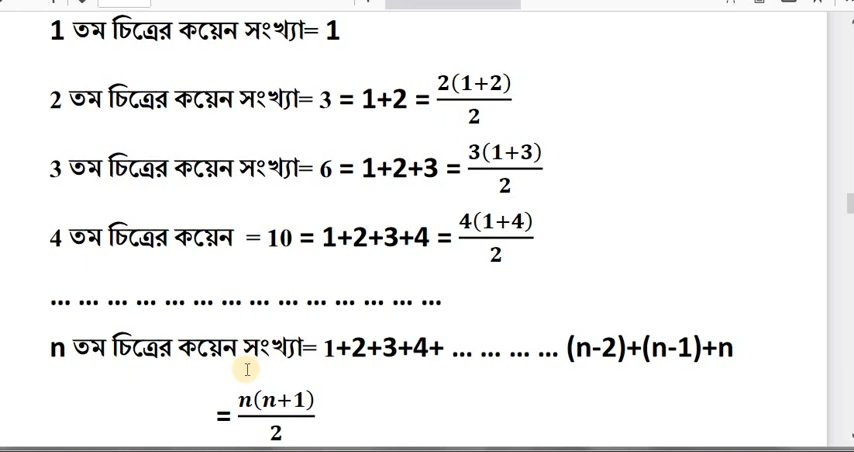 1 তম চিত্রের কয়েন সংখ্যা= 1
2 তম চিত্রের কয়েন সংখ্যা= 3 = 1+2 = 2(1+2)/2
3 তম চিত্রের কয়েন সংখ্যা= 6 = 1+2+3 = 3(1+3)/2
4 তম চিত্রের কয়েন = 10 = 1+2+3+4 = 4(1+4)/2
... ... ... ... ... ... ... ... ... ... ... ... ... ...
n তম চিত্রের কয়েন সংখ্যা= 1+2+3+4+ ... ... ... ... (n-2)+(n-1)+n
= n(n+1)/2